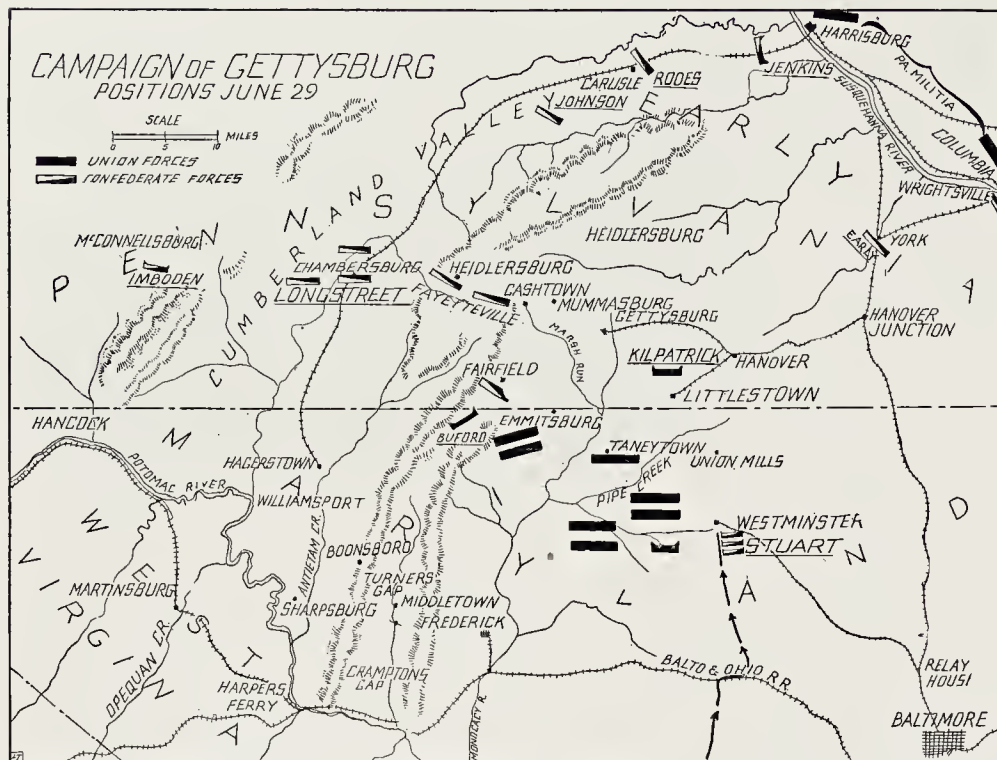 CAMPAIGN OF GETTYSBURG
POSITIONS JUNE 29
SCALE
0 5 10 MILES
UNION FORCES
CONFEDERATE FORCES
HARRISBURG
PA. MILITIA
SUSQUEHANNA RIVER
COLUMBIA
WRIGHTSVILLE
JENKINS
CARLISLE
RODES
JOHNSON
VALLEY
EARLY
YORK
HANOVER
JUNCTION
HEIDLERSBURG
McCONNELLSBURG
IMBODEN
CUMBERLAND
CHAMBERSBURG
LONGSTREET
HEIDLERSBURG
FAYETTEVILLE
CASHTOWN
MUMMASBURG
GETTYSBURG
MARSH RUN
KILPATRICK
HANOVER
LITTLESTOWN
FAIRFIELD
PENNSYLVANIA
HANCOCK
POTOMAC RIVER
HAGERSTOWN
WILLIAMSPORT
ANTIETAM CR.
BUFORD
EMMITSBURG
TANEYTOWN
UNION MILLS
PIPE CREEK
WESTMINSTER
STUART
BOONSBORO
TURNERS
GAP
MIDDLETOWN
SHARPSBURG
FREDERICK
CRAMPTONS
GAP
MARTINSBURG
OPEQUAN CR.
HARPERS
FERRY
MONOCACY R.
BALTO & OHIO R.R.
RELAY
HOUSE
BALTIMORE
MARYLAND
WEST
VIRGINIA